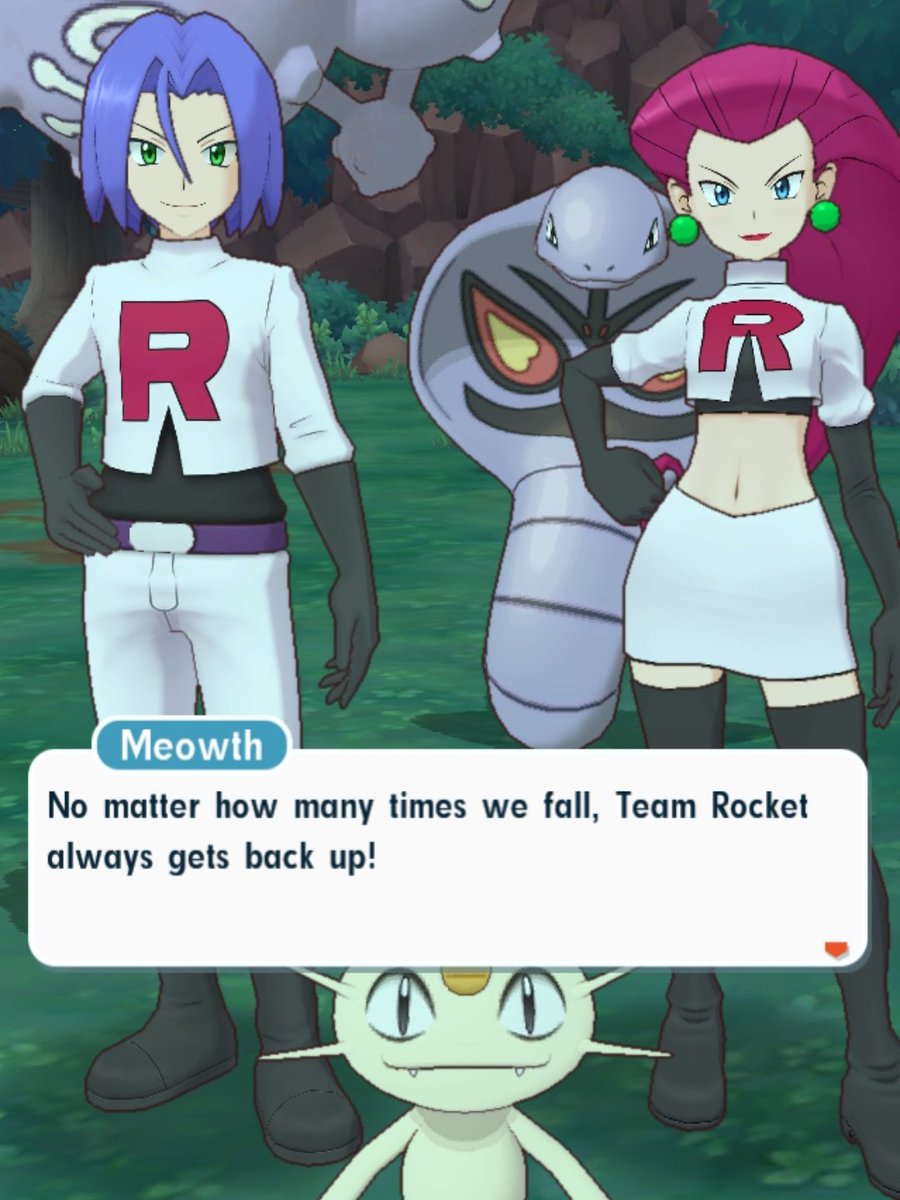 R
R
Meowth
No matter how many times we fall, Team Rocket
always gets back up!